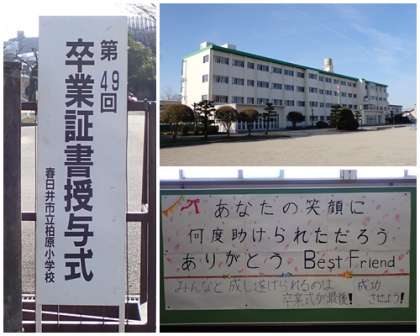 第49回
卒業証書授与式
春日井市立柏原小学校
あなたの笑顔に
何度助けられただろう
ありがとう Best Friend
みんなと成し遂げられるのは
卒業式が最後！
成功
させよう！